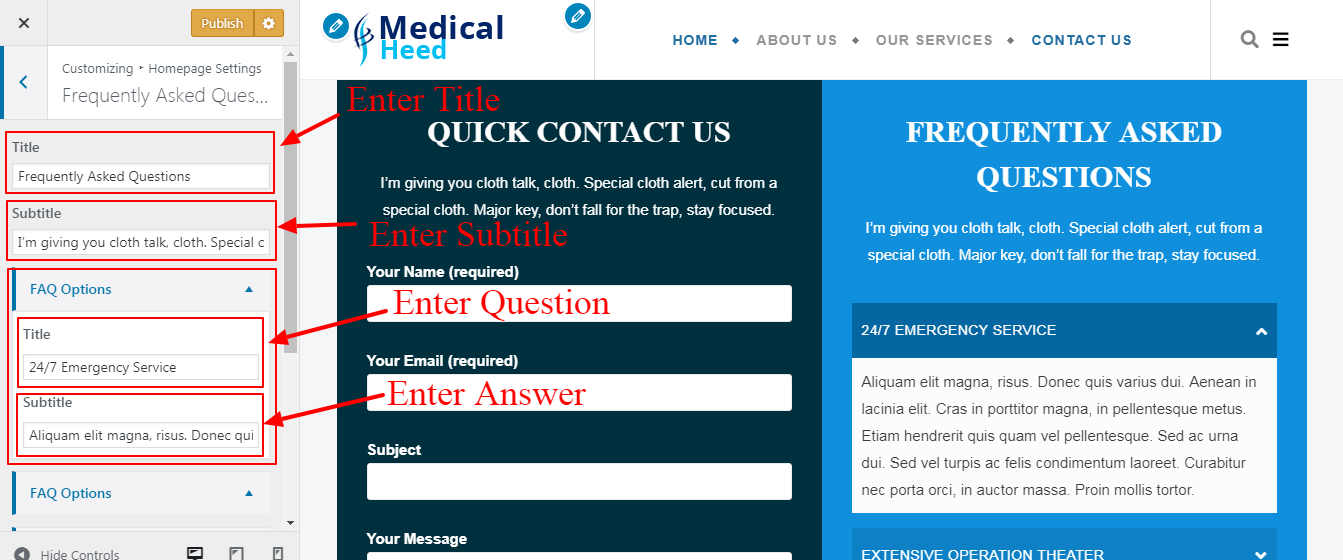 Publish
Customizing ‣ Homepage Settings
Frequently Asked Ques...
Title
Frequently Asked Questions
Subtitle
I'm giving you cloth talk, cloth. Special c
FAQ Options
Title
24/7 Emergency Service
Subtitle
Aliquam elit magna, risus. Donec qui
FAQ Options
Hide Controls
Medical
Heed
HOME
ABOUT US
OUR SERVICES
CONTACT US
Enter Title
QUICK CONTACT US
I'm giving you cloth talk, cloth. Special cloth alert, cut from a
special cloth. Major key, don't fall for the trap, stay focused.
Enter Subtitle
Your Name (required)
Enter Question
Your Email (required)
Enter Answer
Subject
Your Message
FREQUENTLY ASKED
QUESTIONS
I'm giving you cloth talk, cloth. Special cloth alert, cut from a
special cloth. Major key, don't fall for the trap, stay focused.
24/7 EMERGENCY SERVICE
Aliquam elit magna, risus. Donec quis varius dui. Aenean in
lacinia elit. Cras in porttitor magna, in pellentesque metus.
Etiam hendrerit quis quam vel pellentesque. Sed ac urna
dui. Sed vel turpis ac felis condimentum laoreet. Curabitur
nec porta orci, in auctor massa. Proin mollis tortor.
EXTENSIVE OPERATION THEATER